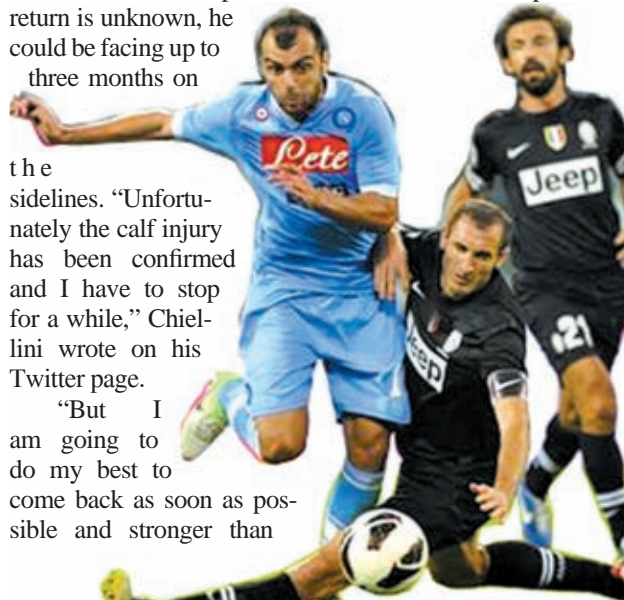 return is unknown, he
could be facing up to
three months on
the
sidelines. “Unfortu-
nately the calf injury
has been confirmed
and I have to stop
for a while,” Chiel-
lini wrote on his
Twitter page.
“But I
am going to
do my best to
come back as soon as pos-
sible and stronger than
Lete
Jeep
Jeep
21